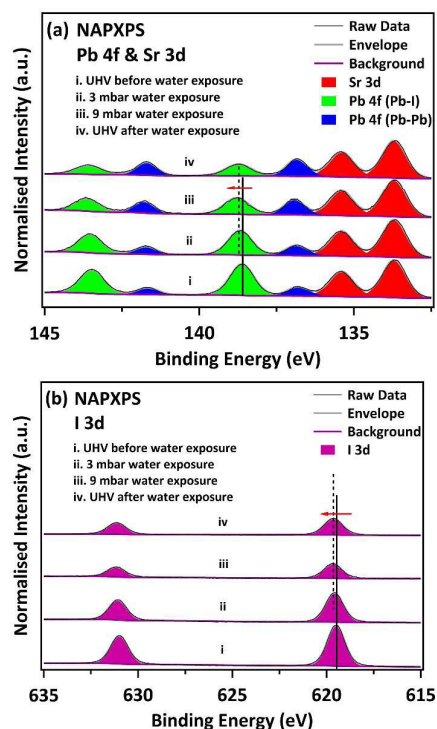 (a) NAPXPS
Pb 4f & Sr 3d
i. UHV before water exposure
ii. 3 mbar water exposure
iii. 9 mbar water exposure
iv. UHV after water exposure
Raw Data
Envelope
Background
Sr 3d
Pb 4f (Pb-I)
Pb 4f (Pb-Pb)
iv
iii
ii
i
Normalised Intensity (a.u.)
145 140 135
Binding Energy (eV)
(b) NAPXPS
I 3d
i. UHV before water exposure
ii. 3 mbar water exposure
iii. 9 mbar water exposure
iv. UHV after water exposure
Raw Data
Envelope
Background
I 3d
iv
iii
ii
i
Normalised Intensity (a.u.)
635 630 625 620 615
Binding Energy (eV)